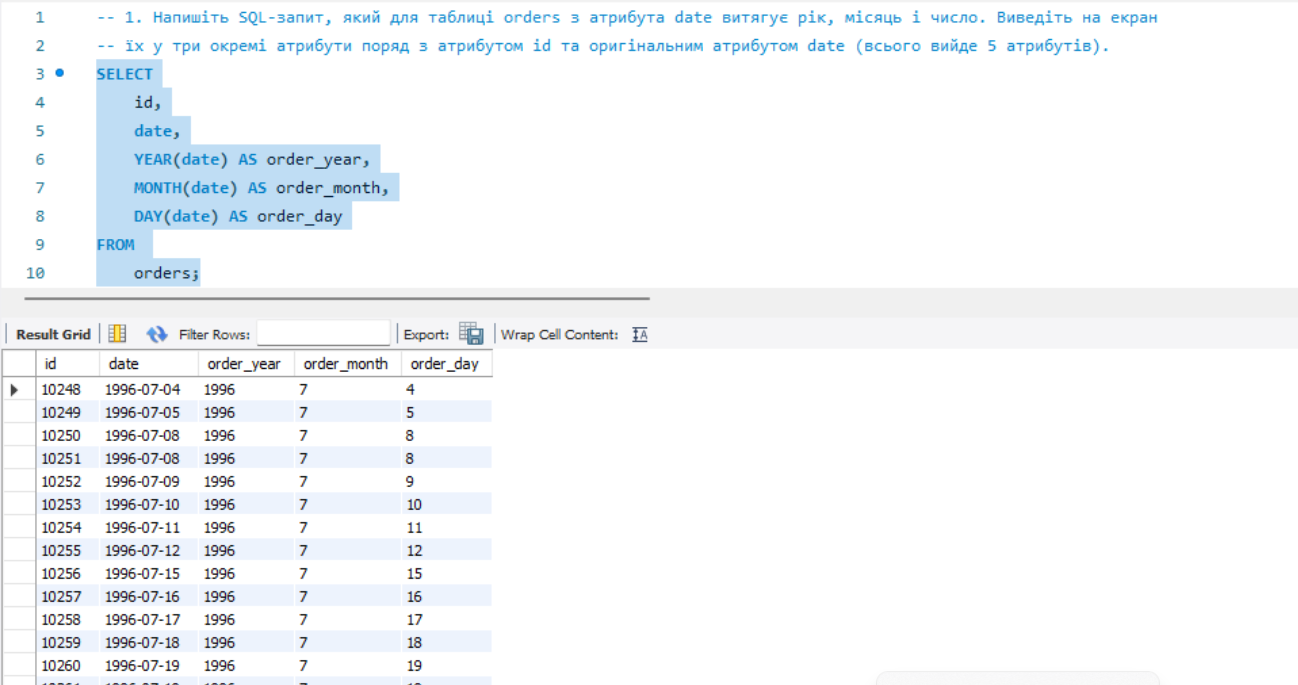 1 -- 1. Напишіть SQL-запит, який для таблиці orders з атрибута date витягує рік, місяць і число. Виведіть на екран
2 -- їх у три окремі атрибути поряд з атрибутом id та оригінальним атрибутом date (всього вийде 5 атрибутів).
3 SELECT
4 id,
5 date,
6 YEAR(date) AS order_year,
7 MONTH(date) AS order_month,
8 DAY(date) AS order_day
9 FROM
10 orders;
Result Grid Filter Rows: Export: Wrap Cell Content: IA
id date order_year order_month order_day
10248 1996-07-04 1996 7 4
10249 1996-07-05 1996 7 5
10250 1996-07-08 1996 7 8
10251 1996-07-08 1996 7 8
10252 1996-07-09 1996 7 9
10253 1996-07-10 1996 7 10
10254 1996-07-11 1996 7 11
10255 1996-07-12 1996 7 12
10256 1996-07-15 1996 7 15
10257 1996-07-16 1996 7 16
10258 1996-07-17 1996 7 17
10259 1996-07-18 1996 7 18
10260 1996-07-19 1996 7 19